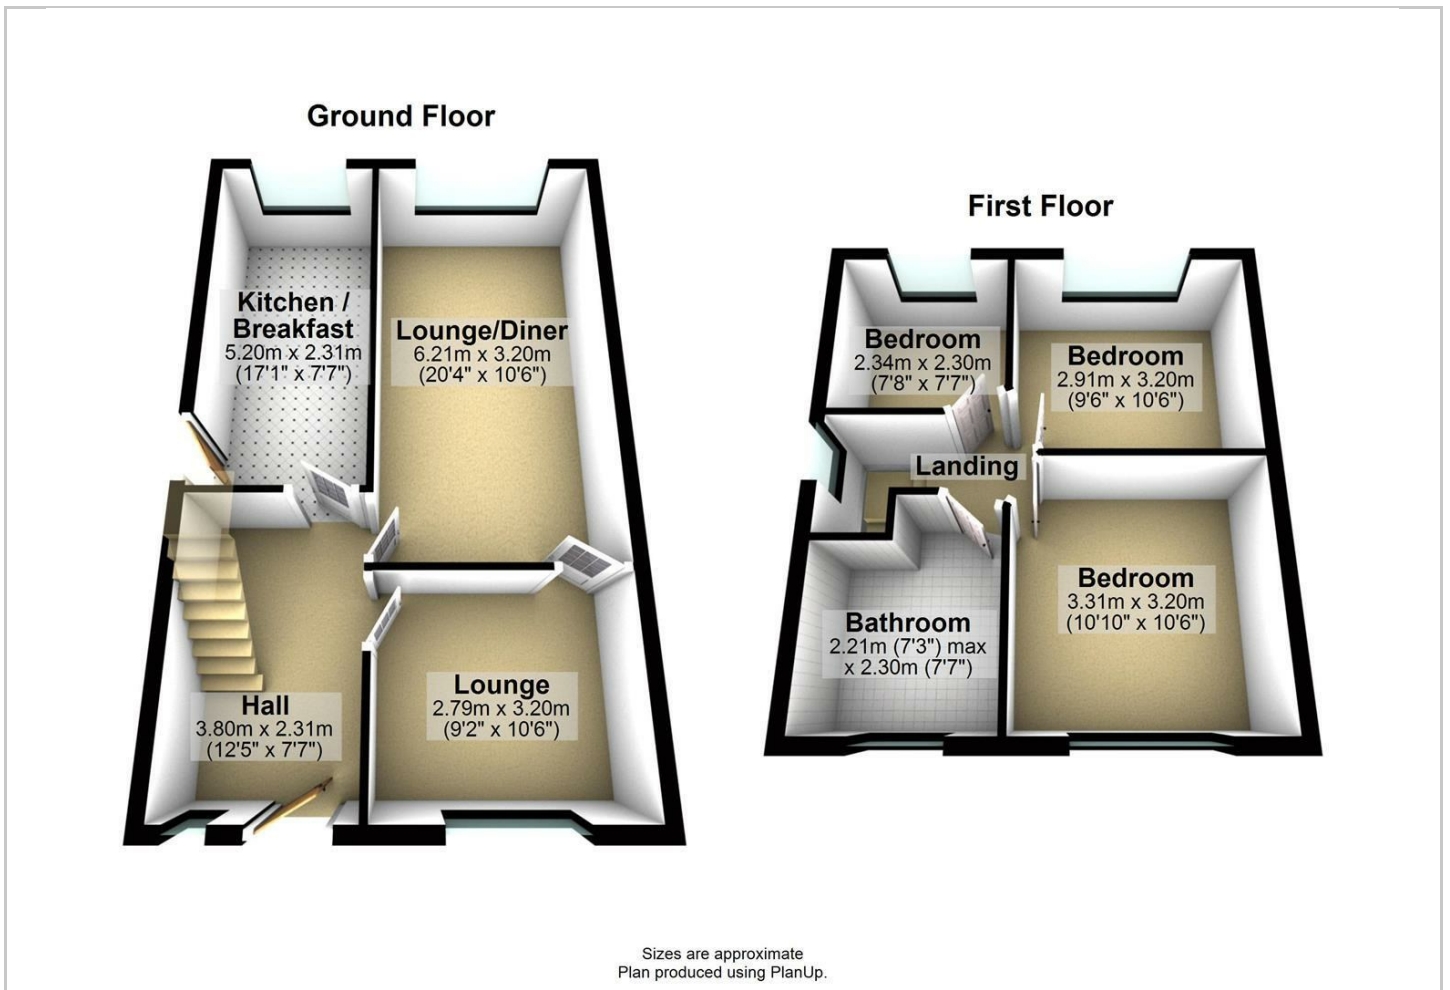 Ground Floor
Kitchen /
Breakfast
5.20m x 2.31m
(17'1" x 7'7")
Lounge/Diner
6.21m x 3.20m
(20'4" x 10'6")
Hall
3.80m x 2.31m
(12'5" x 7'7")
Lounge
2.79m x 3.20m
(9'2" x 10'6")
First Floor
Bedroom
2.34m x 2.30m
(7'8" x 7'7")
Bedroom
2.91m x 3.20m
(9'6" x 10'6")
Landing
Bathroom
2.21m (7'3") max
x 2.30m (7'7")
Bedroom
3.31m x 3.20m
(10'10" x 10'6")
Sizes are approximate
Plan produced using PlanUp.